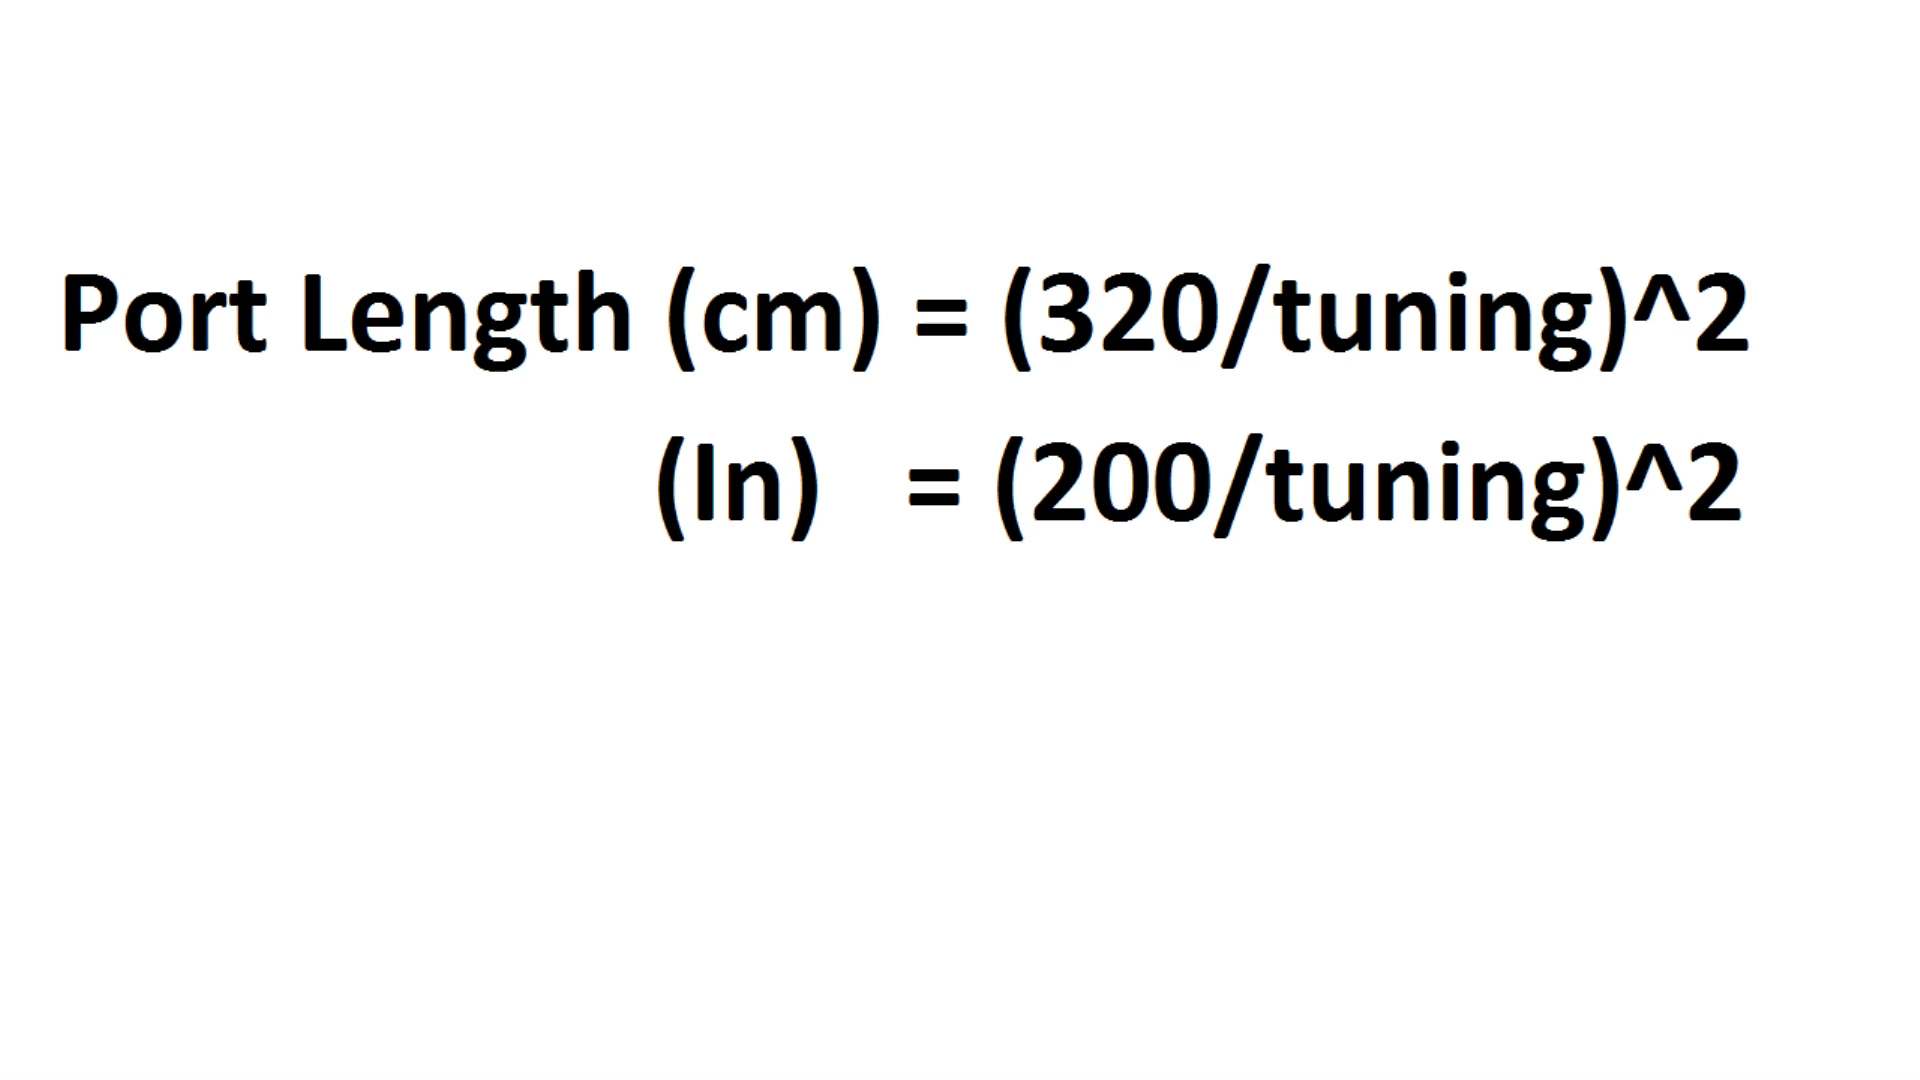 Port Length (cm) = (320/tuning)^2
(In) = (200/tuning)^2